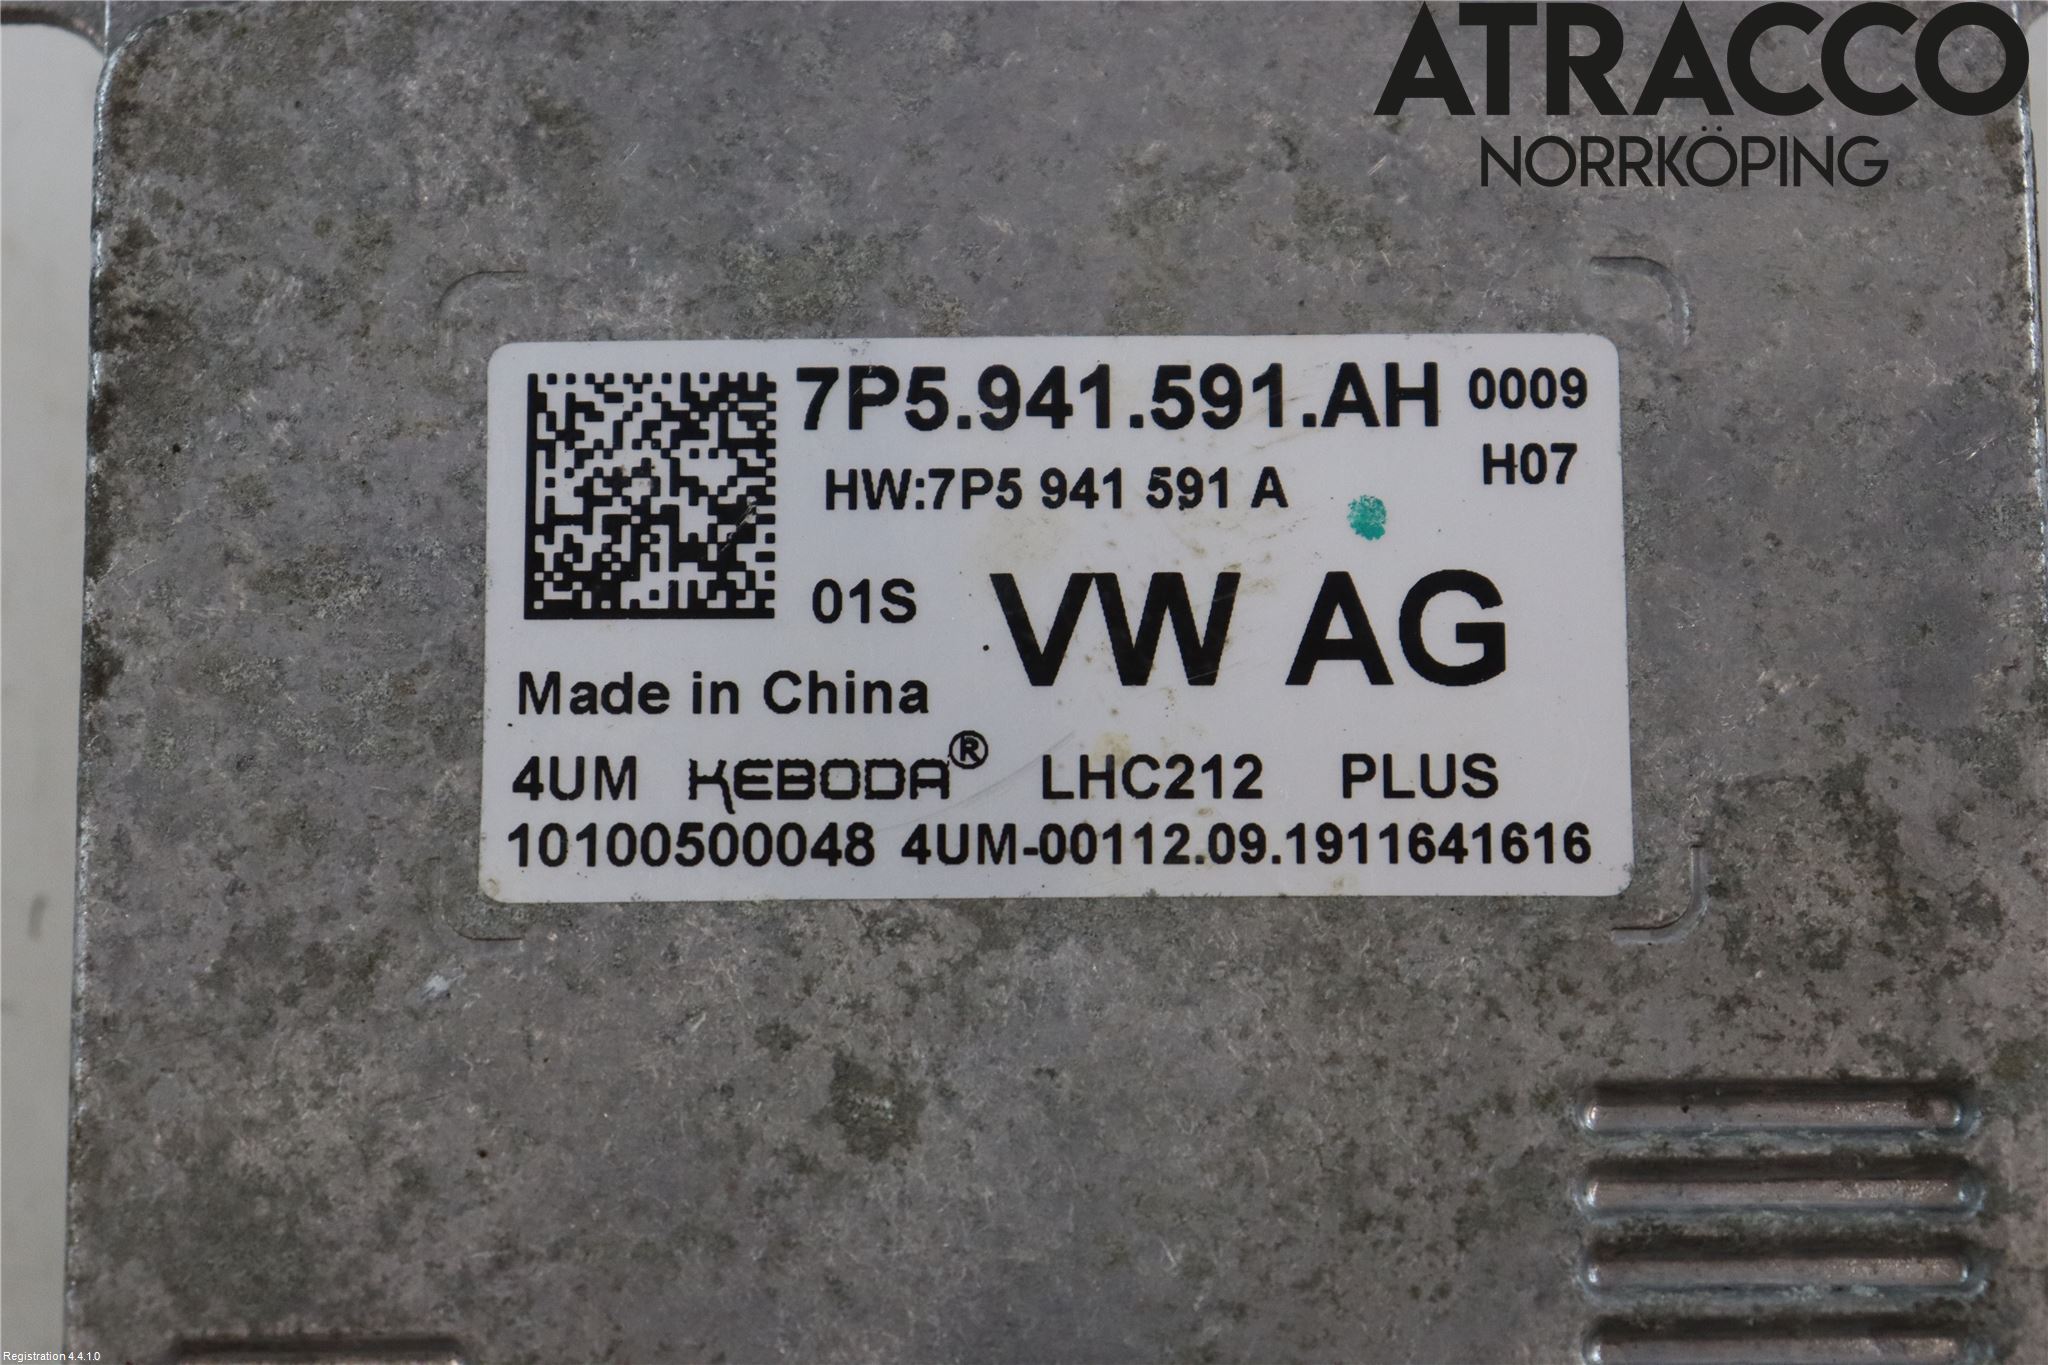 ATRACCO
NORRKÖPING
7P5.941.591.AH 0009
HW:7P5 941 591 A H07
01S VW AG
Made in China
4UM KEBODA® LHC212 PLUS
10100500048 4UM-00112.09.1911641616
Registration 4.4.1.0